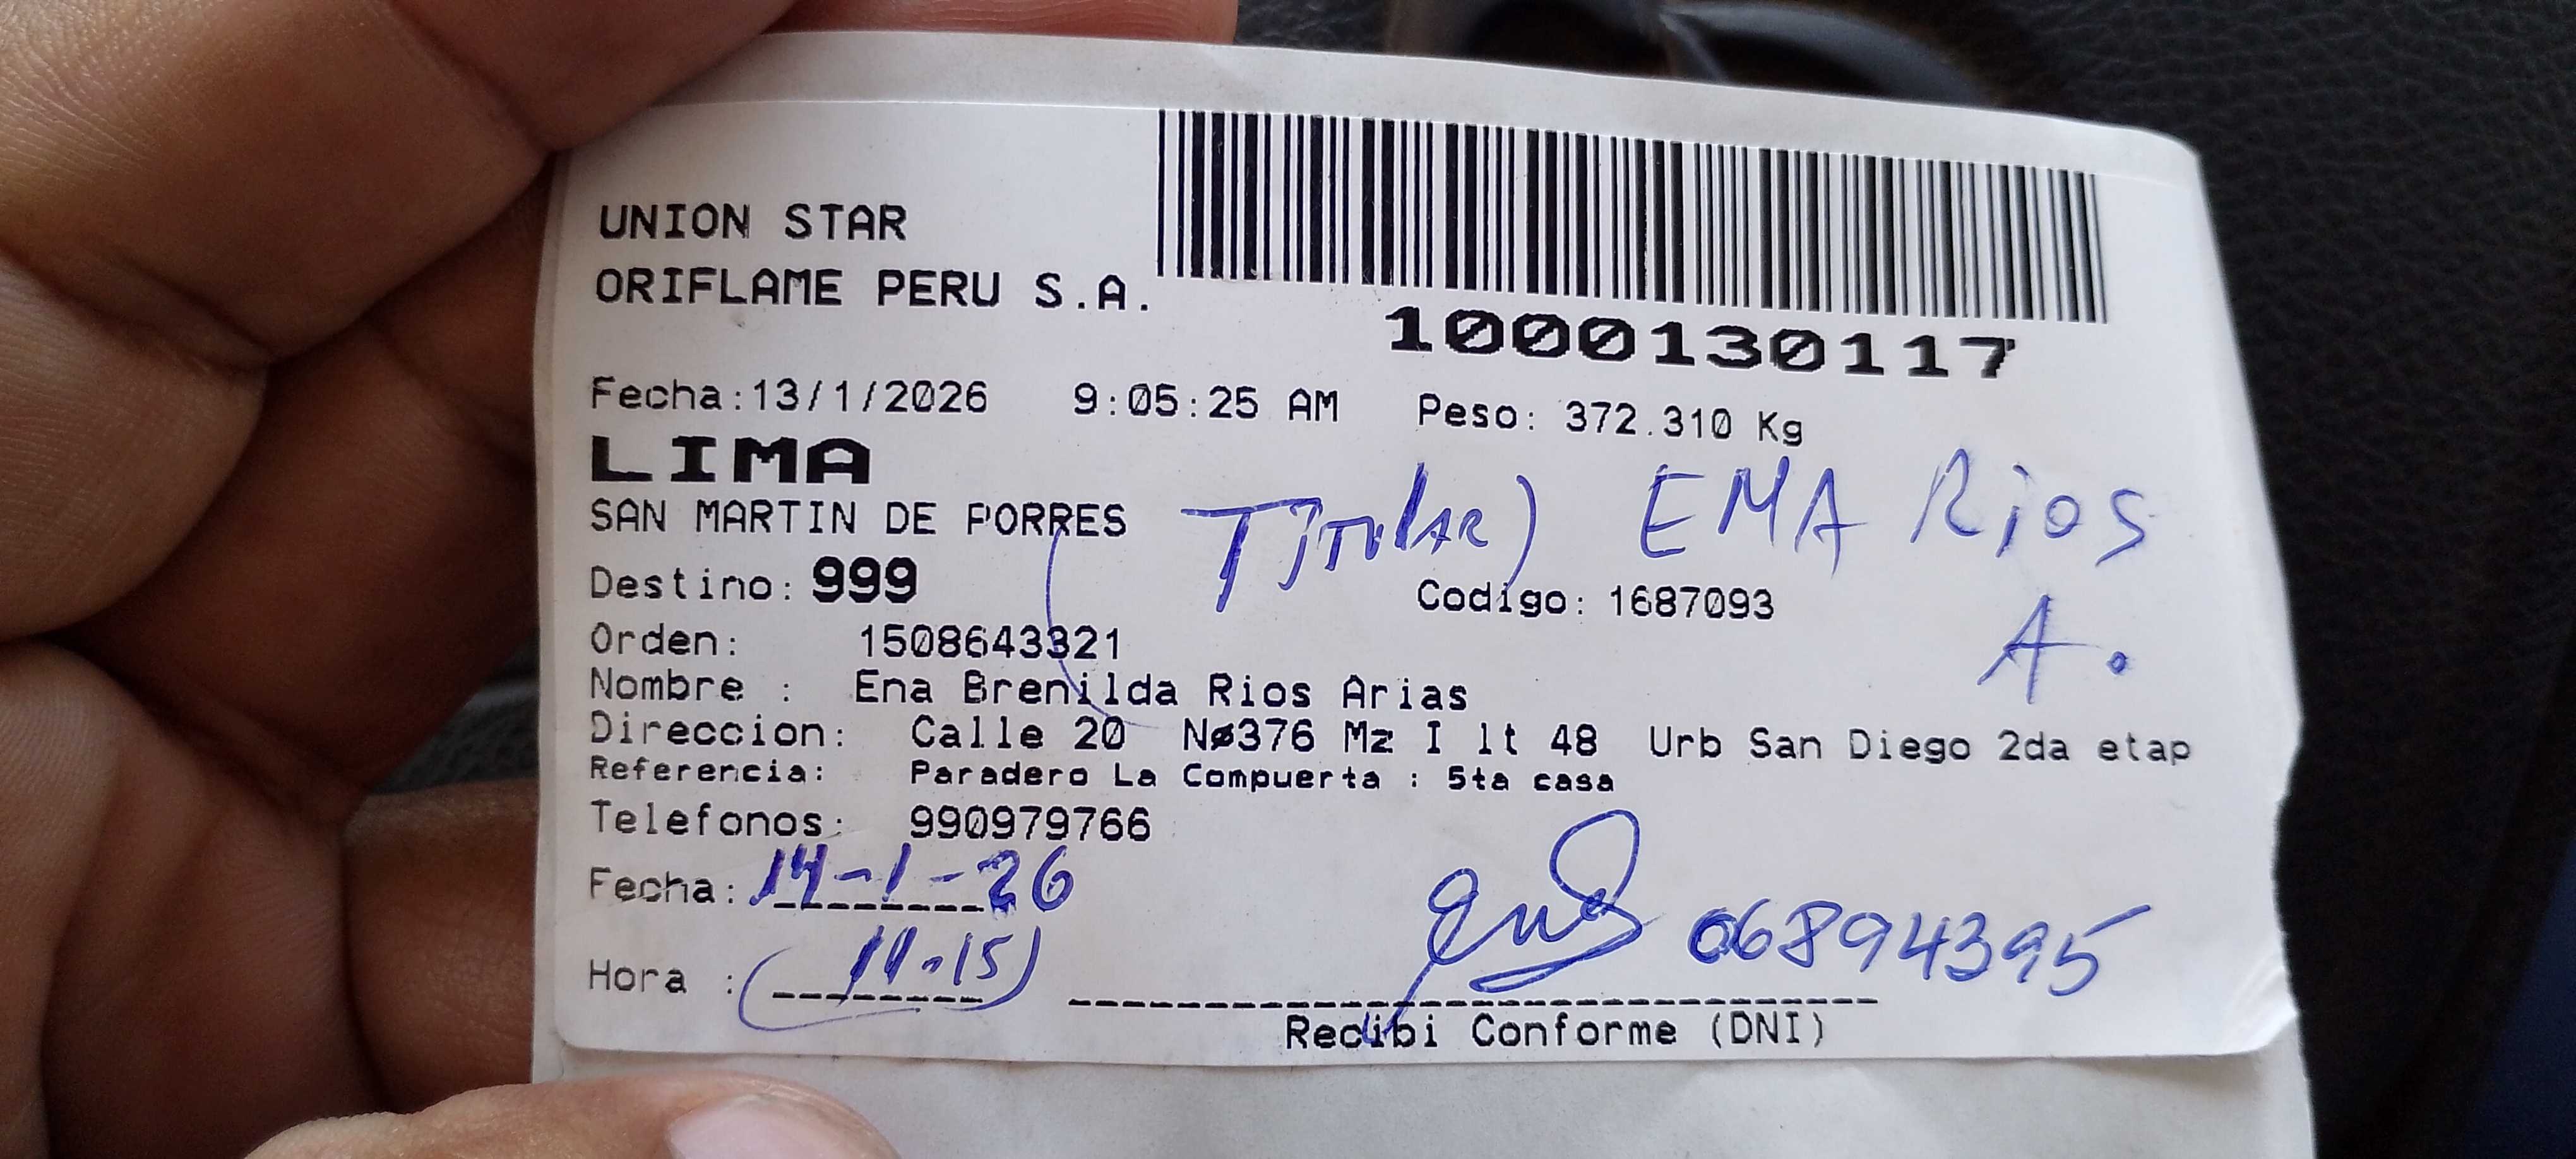 UNION STAR
ORIFLAME PERU S.A.
1000130117
Fecha:13/1/2026 9:05:25 AM Peso: 372.310 Kg
LIMA
SAN MARTIN DE PORRES
TiTulAR) EMA Rios
A.
Destino: 999 Codigo: 1687093
Orden: 1508643321
Nombre : Ena Brenilda Rios Arias
Direccion: Calle 20 Nø376 Mz I lt 48 Urb San Diego 2da etap
Referencia: Paradero La Compuerta : 5ta casa
Telefonos: 990979766
Fecha: 14-1-26
Hora : (11-15)
06894395
Recibi Conforme (DNI)